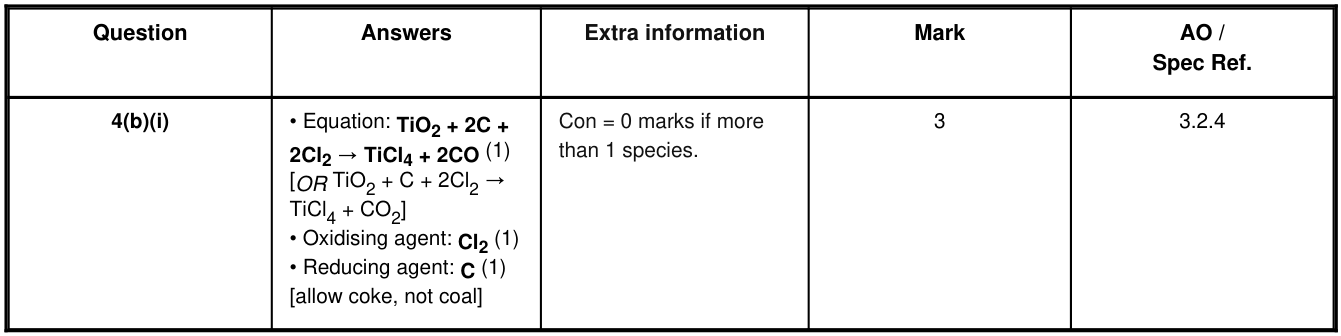 Question Answers Extra information Mark AO /
Spec Ref.
4(b)(i) • Equation: TiO₂ + 2C + Con = 0 marks if more 3 3.2.4
2Cl₂ → TiCl₄ + 2CO (1) than 1 species.
[OR TiO₂ + C + 2Cl₂ →
TiCl₄ + CO₂]
• Oxidising agent: Cl₂ (1)
• Reducing agent: C (1)
[allow coke, not coal]